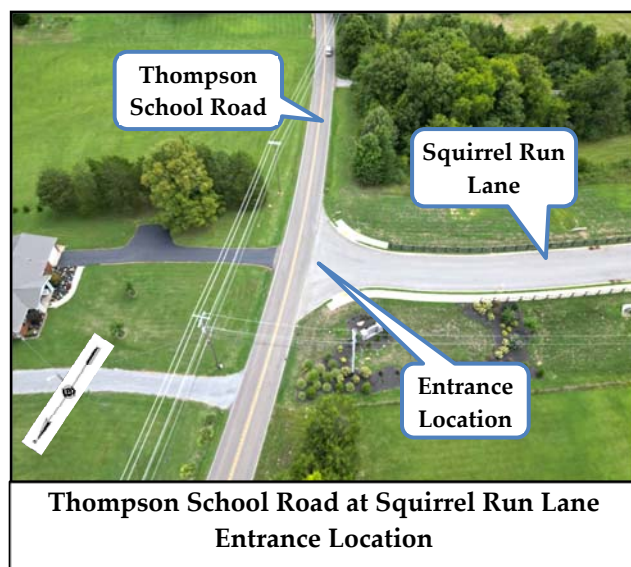 Thompson
School Road
Squirrel Run
Lane
Entrance
Location
Thompson School Road at Squirrel Run Lane
Entrance Location